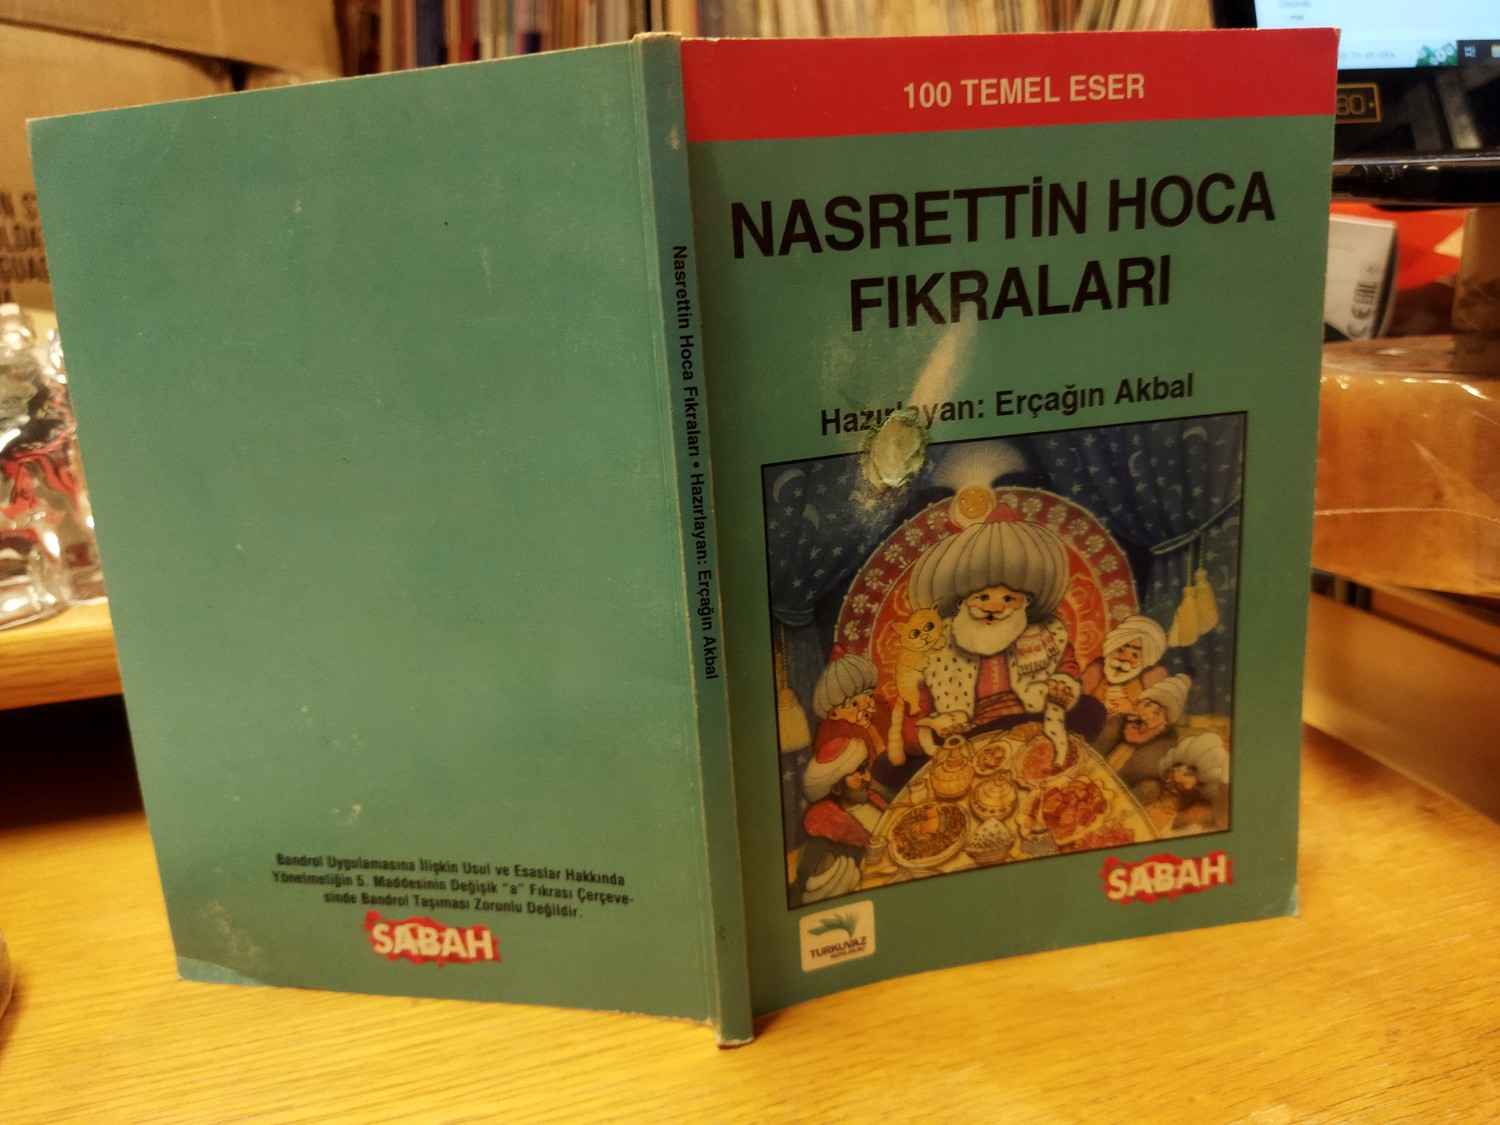 100 TEMEL ESER
NASRETTİN HOCA
FIKRALARI
Hazırlayan: Erçağın Akbal
SABAH
TURKUVAZ
Nasrettin Hoca Fıkraları • Hazırlayan: Erçağın Akbal
Bandrol Uygulamasına İlişkin Usul ve Esaslar Hakkında
Yönelmeliğin 5. Maddesinin Değişik "a" Fıkrası Çerçeve-
sinde Bandrol Taşıması Zorunlu Değildir.
SABAH